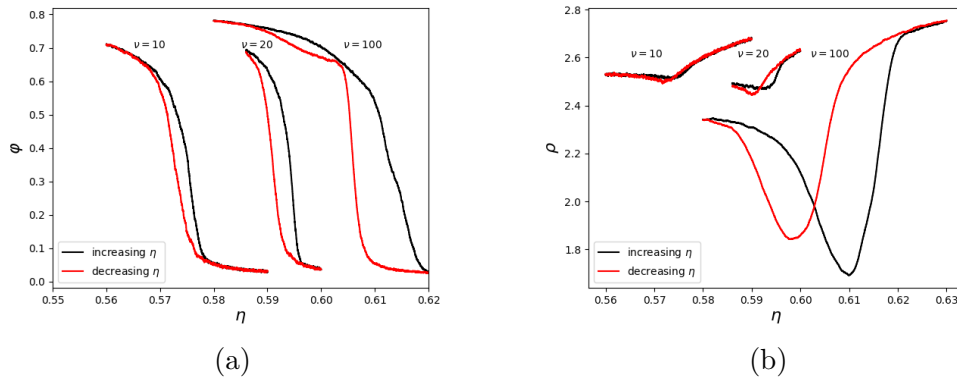 0.8
0.7
0.6
0.5
0.4
0.3
0.2
0.1
0.0
φ
ν = 10
ν = 20
ν = 100
increasing η
decreasing η
0.55
0.56
0.57
0.58
0.59
0.60
0.61
0.62
η
(a)
2.8
2.6
2.4
2.2
2.0
1.8
ρ
ν = 10
ν = 20
ν = 100
increasing η
decreasing η
0.56
0.57
0.58
0.59
0.60
0.61
0.62
0.63
η
(b)